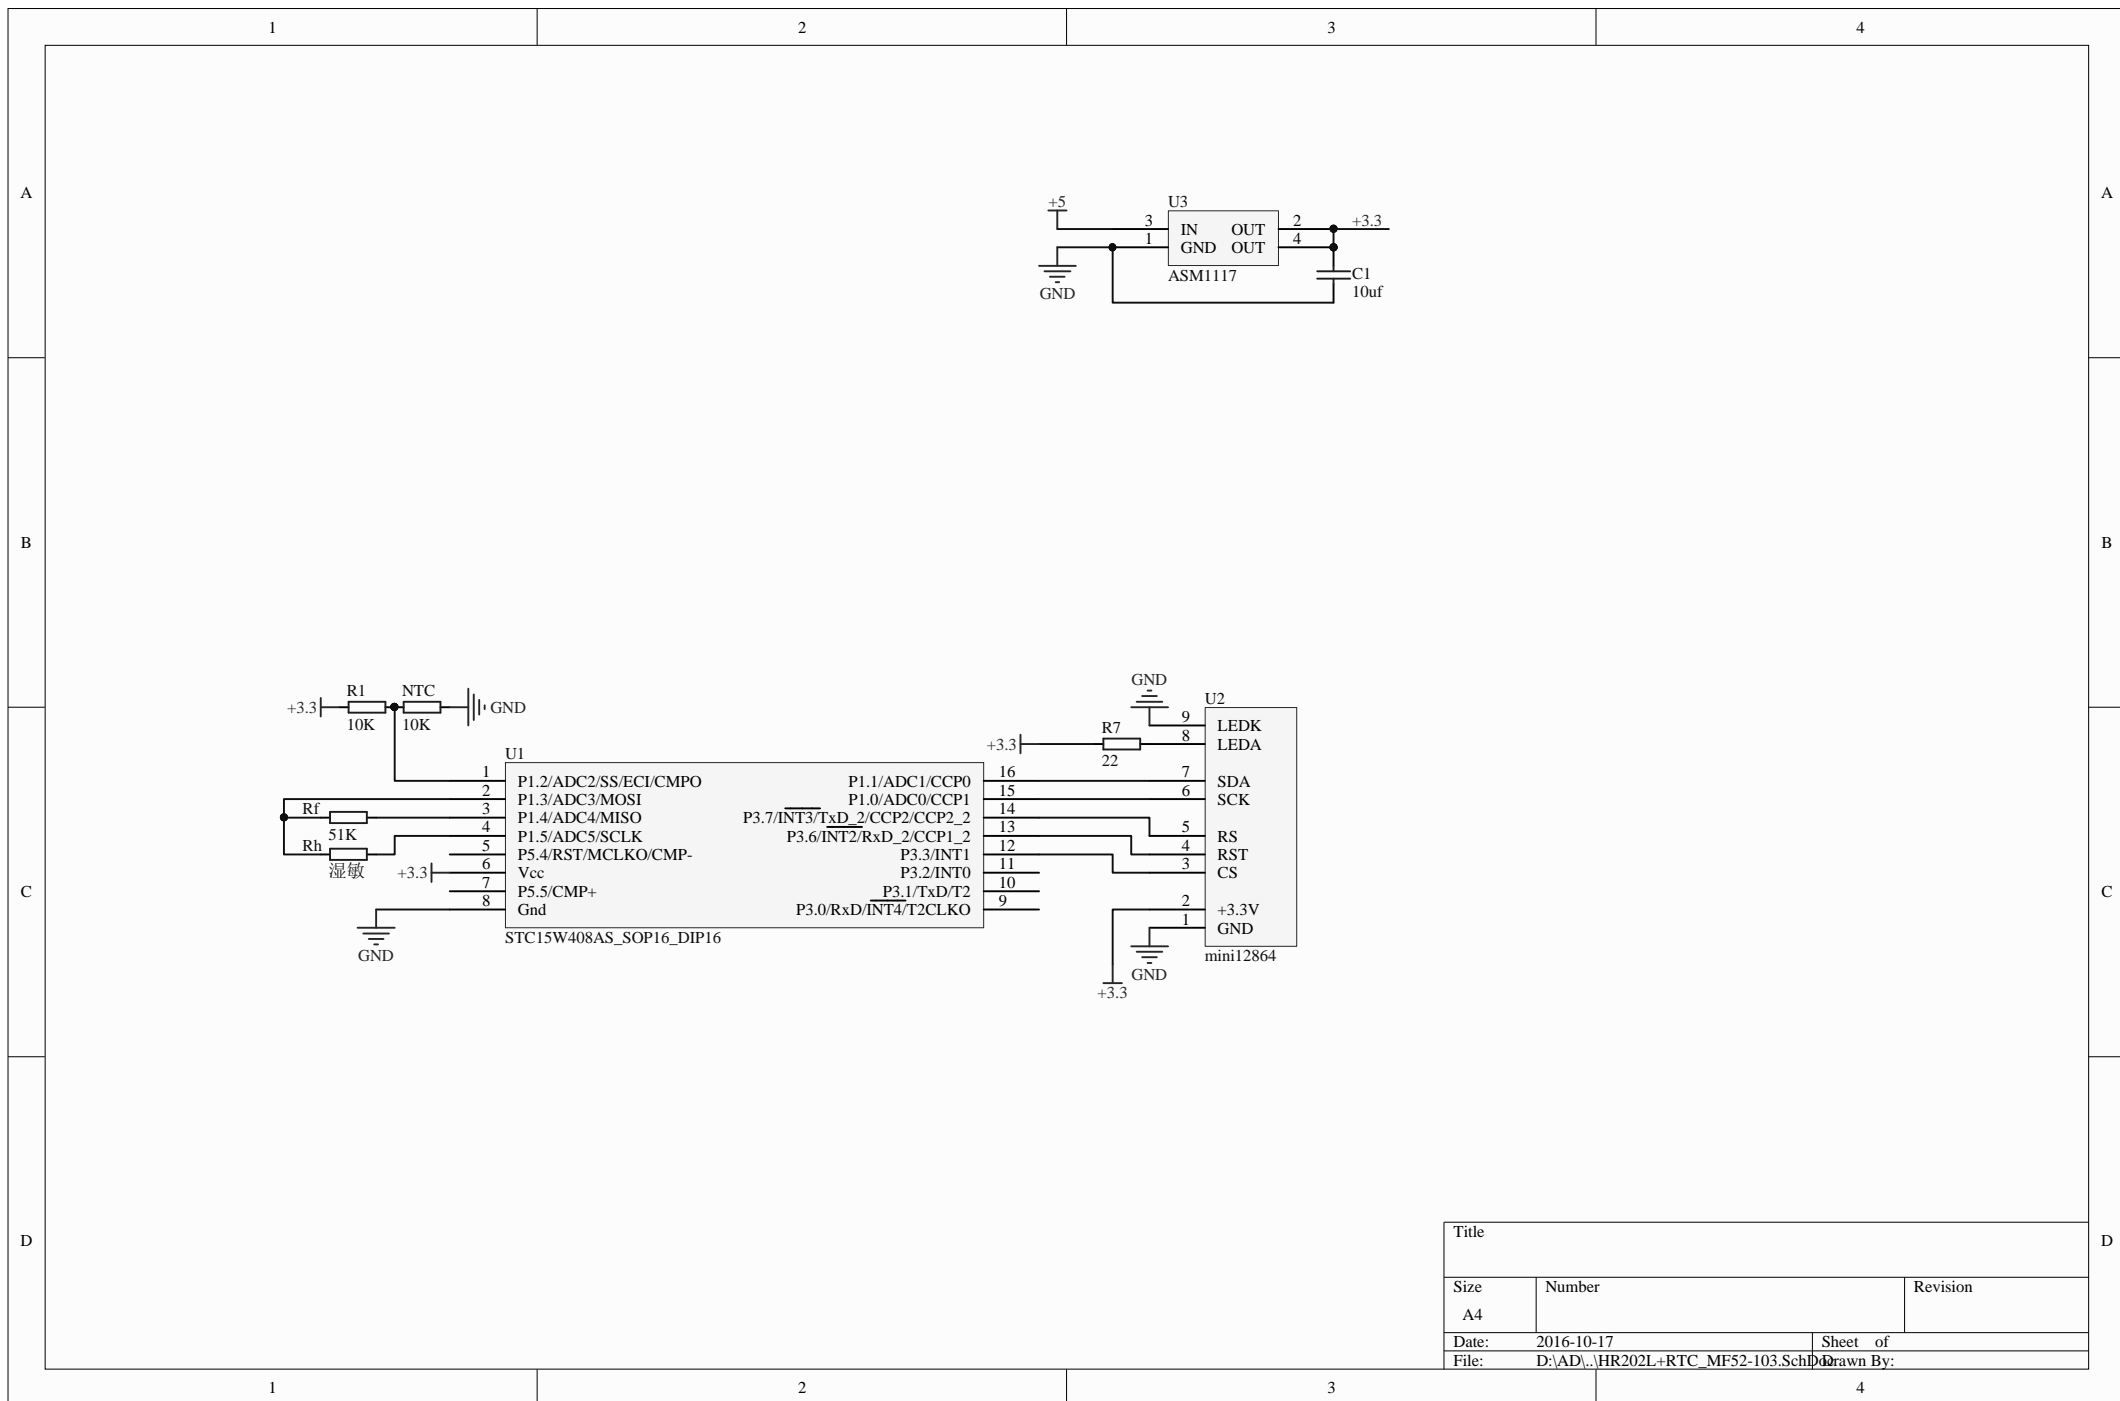 1 2 3 4
A A
+5
U3
3 IN OUT 2 +3.3
1 GND OUT 4
ASM1117
GND
C1
10uf
B B
+3.3 R1 NTC GND
10K 10K
GND
U2
9 LEDK
+3.3 R7 8 LEDA
22
7 SDA
6 SCK
5 RS
4 RST
3 CS
2 +3.3V
1 GND
mini12864
GND
+3.3
U1
1 P1.2/ADC2/SS/ECI/CMPO P1.1/ADC1/CCP0 16
2 P1.3/ADC3/MOSI P1.0/ADC0/CCP1 15
Rf 3 P1.4/ADC4/MISO P3.7/INT3/TxD_2/CCP2/CCP2_2 14
51K 4 P1.5/ADC5/SCLK P3.6/INT2/RxD_2/CCP1_2 13
Rh 5 P5.4/RST/MCLKO/CMP- P3.3/INT1 12
湿敏 +3.3 6 Vcc P3.2/INT0 11
7 P5.5/CMP+ P3.1/TxD/T2 10
8 Gnd P3.0/RxD/INT4/T2CLKO 9
STC15W408AS_SOP16_DIP16
GND
C C
D D
Title
Size Number Revision
A4
Date: 2016-10-17 Sheet of
File: D:\AD\..\HR202L+RTC_MF52-103.SchDoc Drawn By:
1 2 3 4